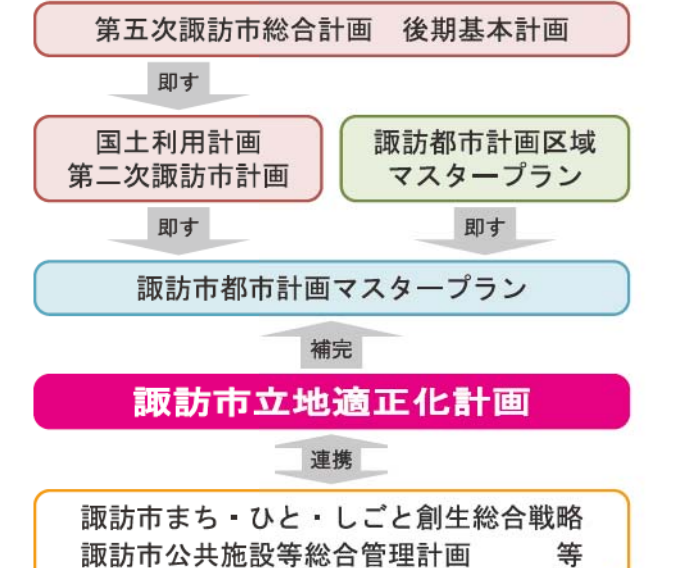 第五次諏訪市総合計画　後期基本計画
即す
国土利用計画
第二次諏訪市計画
諏訪都市計画区域
マスタープラン
即す
即す
諏訪市都市計画マスタープラン
補完
諏訪市立地適正化計画
連携
諏訪市まち・ひと・しごと創生総合戦略
諏訪市公共施設等総合管理計画　　　等